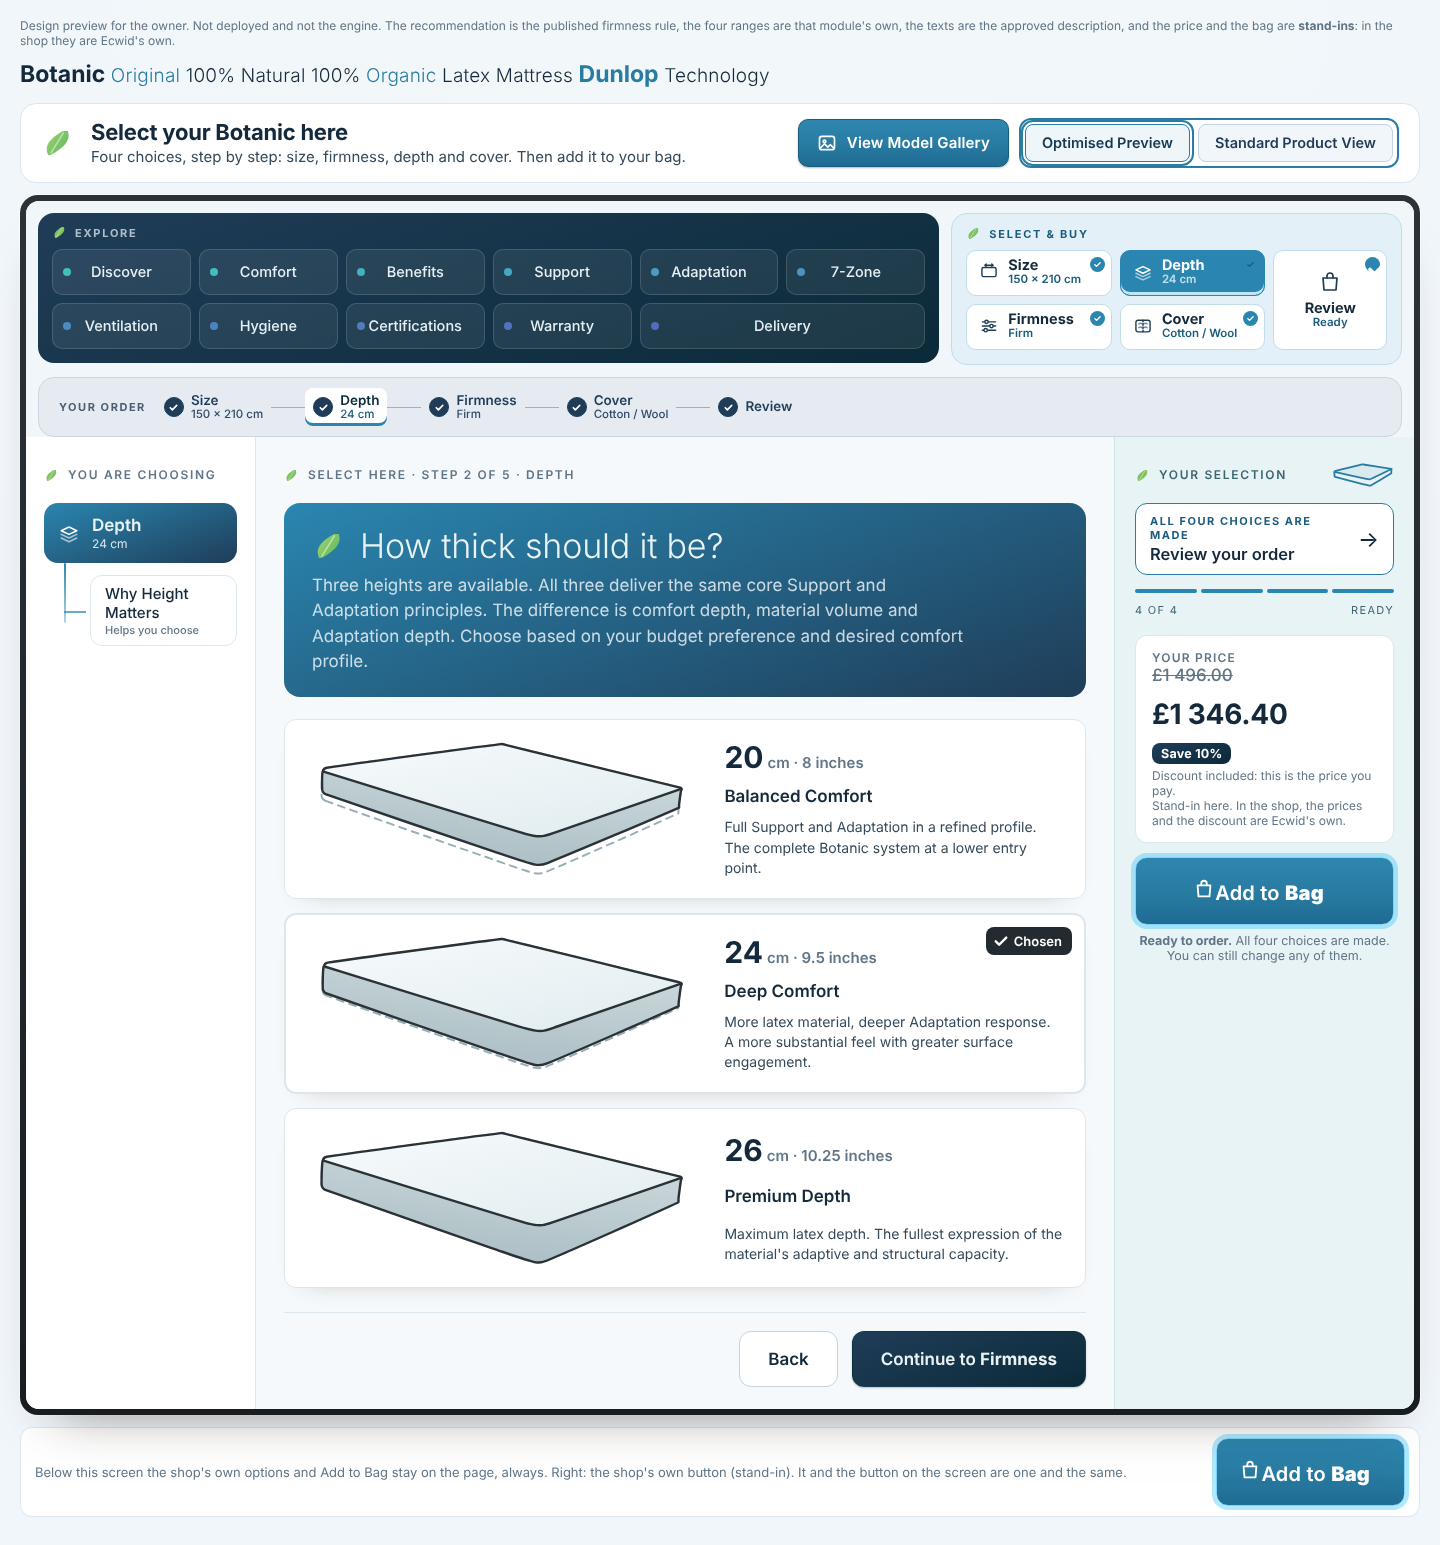 Design preview for the owner. Not deployed and not the engine. The recommendation is the published firmness rule, the four ranges are that module's own, the texts are the approved description, and the price and the bag are stand-ins: in the
shop they are Ecwid's own.
Botanic Original 100% Natural 100% Organic Latex Mattress Dunlop Technology
Select your Botanic here
Four choices, step by step: size, firmness, depth and cover. Then add it to your bag.
View Model Gallery
Optimised Preview
Standard Product View
EXPLORE
Discover
Comfort
Benefits
Support
Adaptation
7-Zone
Ventilation
Hygiene
Certifications
Warranty
Delivery
SELECT & BUY
Size
150 × 210 cm
Depth
24 cm
Firmness
Firm
Cover
Cotton / Wool
Review
Ready
YOUR ORDER
Size
150 × 210 cm
Depth
24 cm
Firmness
Firm
Cover
Cotton / Wool
Review
YOU ARE CHOOSING
Depth
24 cm
Why Height
Matters
Helps you choose
SELECT HERE · STEP 2 OF 5 · DEPTH
How thick should it be?
Three heights are available. All three deliver the same core Support and
Adaptation principles. The difference is comfort depth, material volume and
Adaptation depth. Choose based on your budget preference and desired comfort
profile.
20 cm · 8 inches
Balanced Comfort
Full Support and Adaptation in a refined profile.
The complete Botanic system at a lower entry
point.
Chosen
24 cm · 9.5 inches
Deep Comfort
More latex material, deeper Adaptation response.
A more substantial feel with greater surface
engagement.
26 cm · 10.25 inches
Premium Depth
Maximum latex depth. The fullest expression of the
material's adaptive and structural capacity.
Back
Continue to Firmness
YOUR SELECTION
ALL FOUR CHOICES ARE
MADE
Review your order
4 OF 4
READY
YOUR PRICE
£1 496.00
£1 346.40
Save 10%
Discount included: this is the price you
pay.
Stand-in here. In the shop, the prices
and the discount are Ecwid's own.
Add to Bag
Ready to order. All four choices are made.
You can still change any of them.
Below this screen the shop's own options and Add to Bag stay on the page, always. Right: the shop's own button (stand-in). It and the button on the screen are one and the same.
Add to Bag